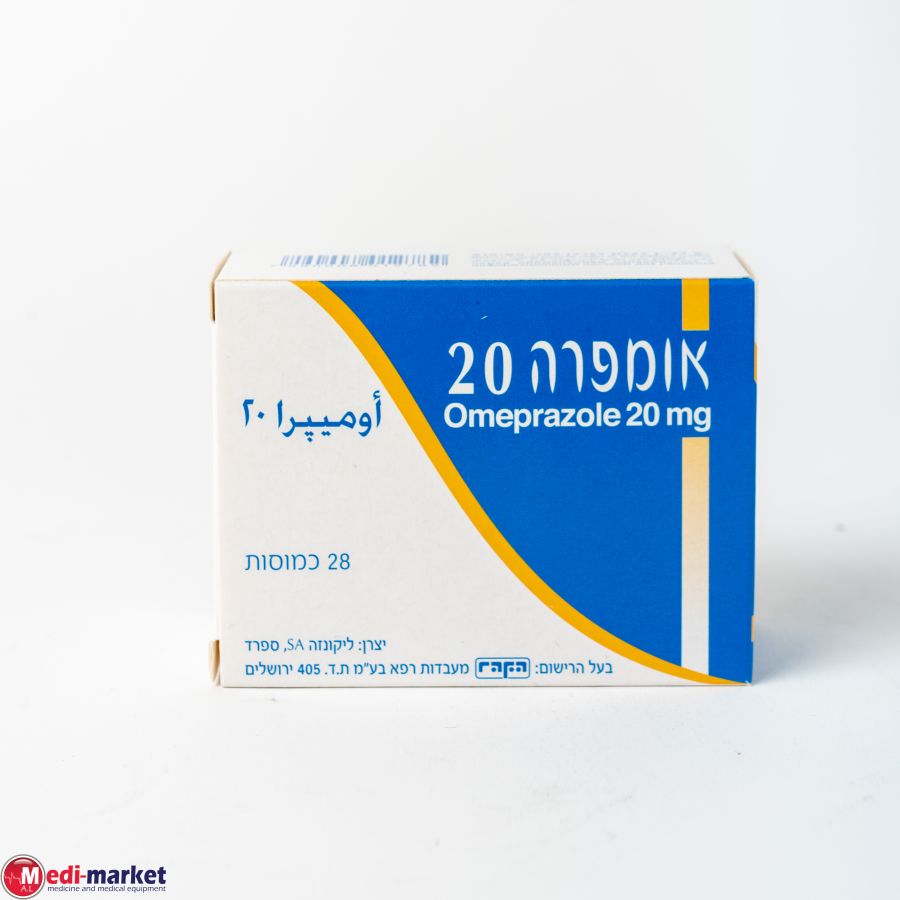 אומפרה 20
Omeprazole 20 mg
أوميپرا ٢٠
28 כמוסות
יצרן: ליקונזה SA, ספרד
בעל הרישום: רפא מעבדות רפא בע"מ ת.ד. 405 ירושלים
Medi-market
A.L
medicine and medical equipment